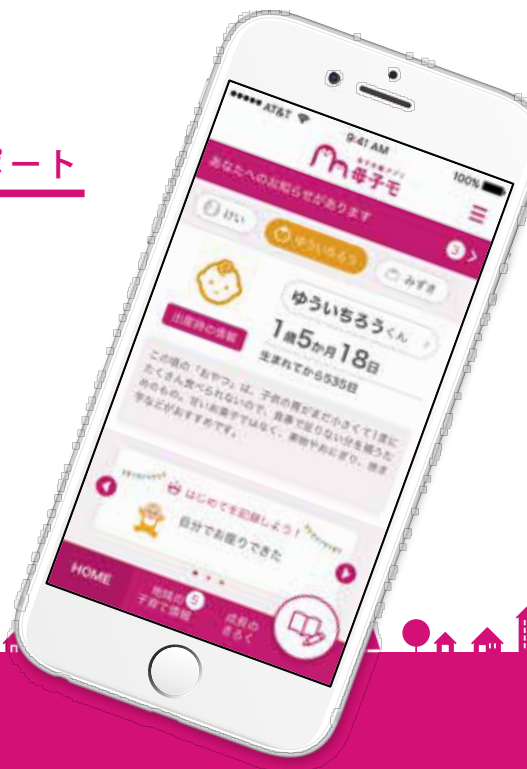 ポート
AT&T
9:41 AM
100%
母子手帳アプリ
母子モ
あなたへのお知らせがあります
3
けい
ゆういちろう
みずき
ゆういちろうくん
1歳5か月18日
生まれてから535日
出産時の情報
この頃の「おやつ」は、子供の胃がまだ小さくて1度に
たくさん食べられないので、食事で足りない分を補うた
めのもの。甘いお菓子ではなく、果物やおにぎり、焼き
芋などがおすすめです。
はじめてを記録しよう！
自分でお座りできた
HOME
地域の
子育て情報
5
成長の
きろく